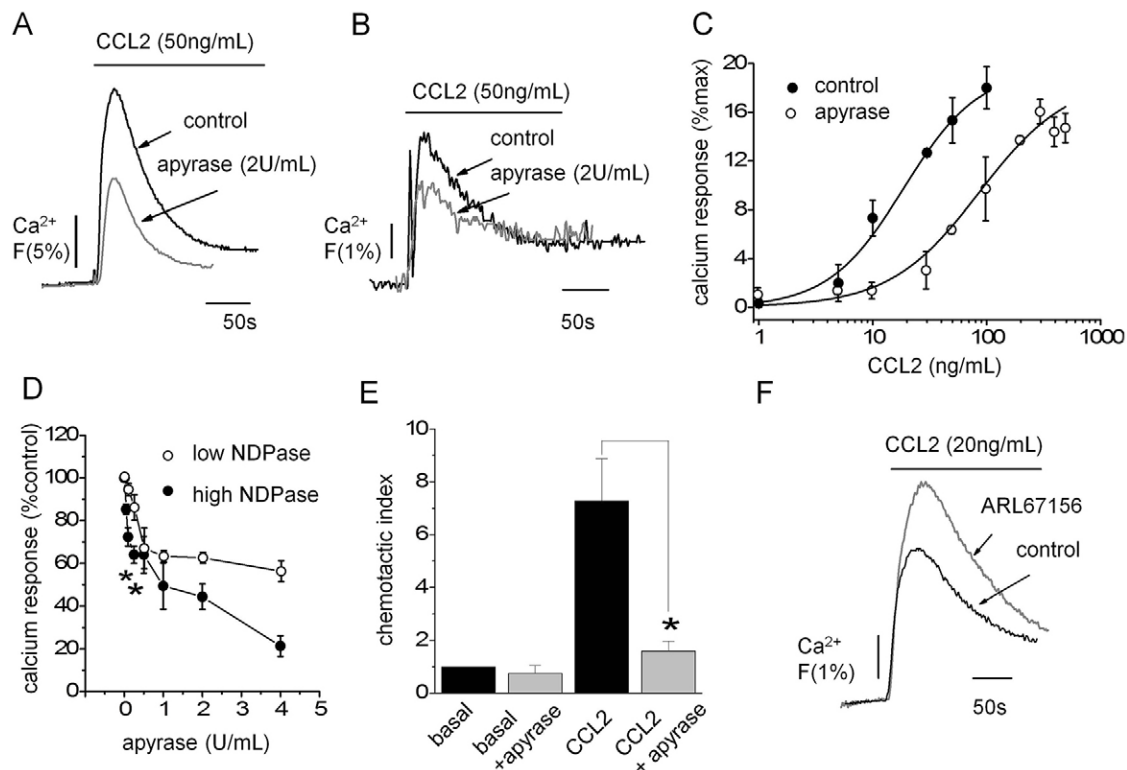 A
CCL2 (50ng/mL)
control
apyrase (2U/mL)
Ca2+
F(5%)
50s
B
CCL2 (50ng/mL)
control
apyrase (2U/mL)
Ca2+
F(1%)
50s
C
calcium response (%max)
20
16
12
8
4
0
control
apyrase
1
10
100
1000
CCL2 (ng/mL)
D
calcium response (%control)
120
100
80
60
40
20
0
low NDPase
high NDPase
*
*
0
1
2
3
4
5
apyrase (U/mL)
E
chemotactic index
10
8
6
4
2
0
*
basal
basal
+apyrase
CCL2
CCL2
+ apyrase
F
CCL2 (20ng/mL)
ARL67156
control
Ca2+
F(1%)
50s